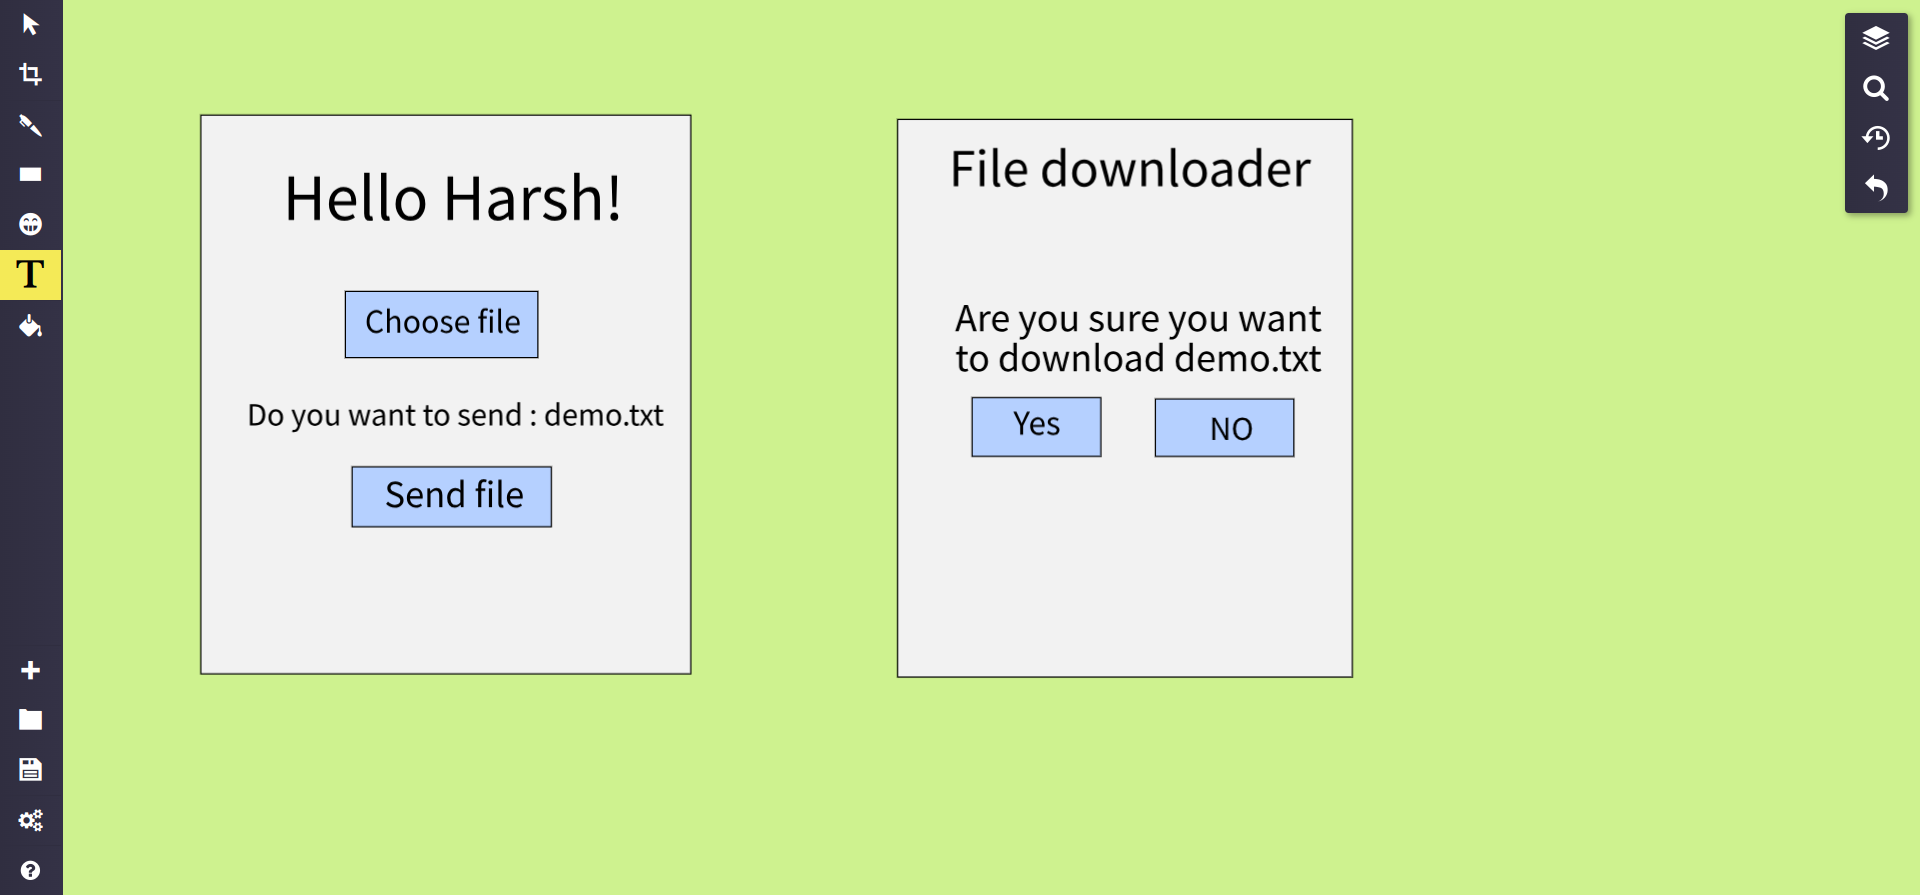 Hello Harsh!
Choose file
Do you want to send : demo.txt
Send file
File downloader
Are you sure you want
to download demo.txt
Yes
NO
T